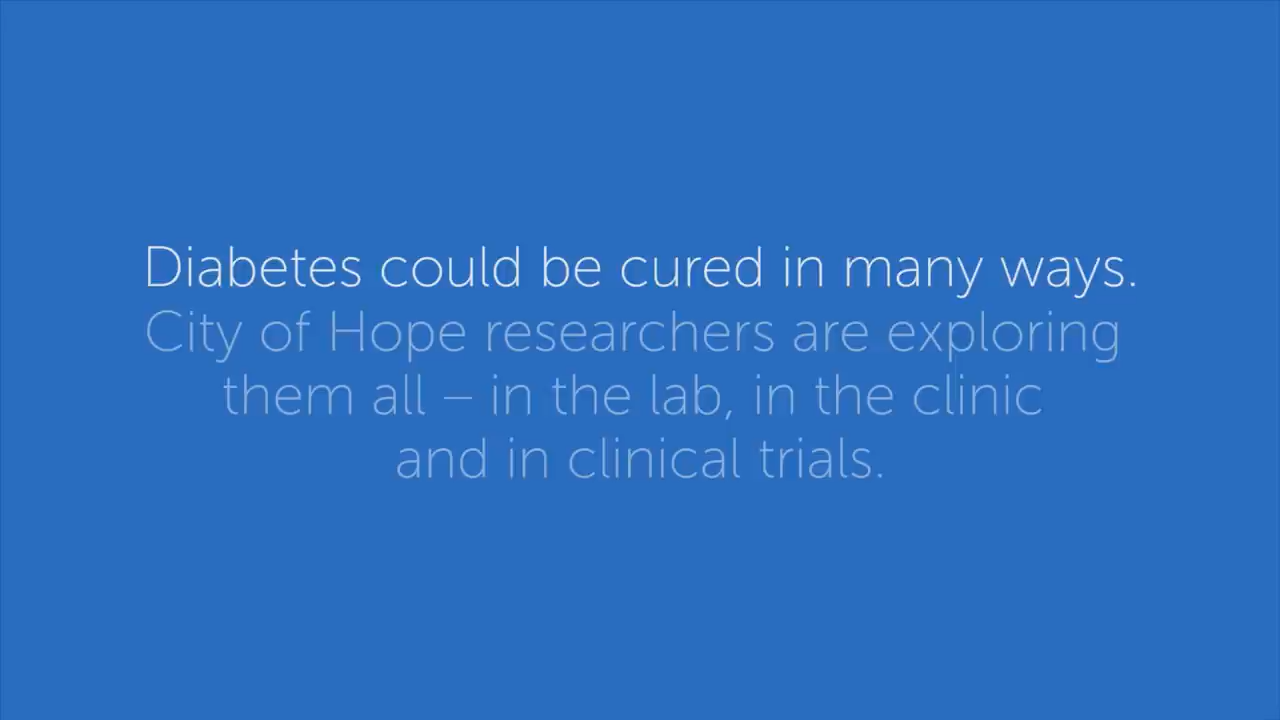 Diabetes could be cured in many ways.
City of Hope researchers are exploring
them all – in the lab, in the clinic
and in clinical trials.